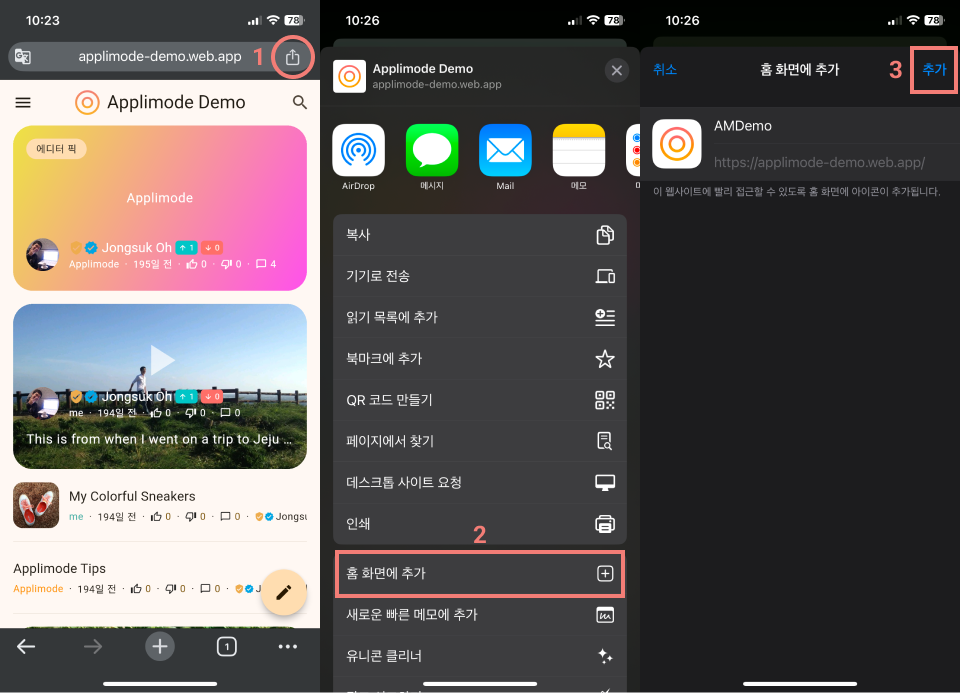 10:23
78
applimode-demo.web.app
1
Applimode Demo
에디터 픽
Applimode
Jongsuk Oh ↑ 1 ↓ 0
Applimode · 195일 전 · 0 · 0 · 4
Jongsuk Oh ↑ 1 ↓ 0
me · 194일 전 · 0 · 0 · 0
This is from when I went on a trip to Jeju ...
My Colorful Sneakers
me · 194일 전 · 0 · 0 · 0 · Jongsu
Applimode Tips
Applimode · 194일 전 · 0 · 0 · 0 · J
1
10:26
78
Applimode Demo
applimode-demo.web.app
AirDrop
메시지
Mail
메모
복사
기기로 전송
읽기 목록에 추가
북마크에 추가
QR 코드 만들기
페이지에서 찾기
데스크톱 사이트 요청
인쇄
2
홈 화면에 추가
새로운 빠른 메모에 추가
유니콘 클리너
10:26
78
취소
홈 화면에 추가
3
추가
AMDemo
https://applimode-demo.web.app/
이 웹사이트에 빨리 접근할 수 있도록 홈 화면에 아이콘이 추가됩니다.